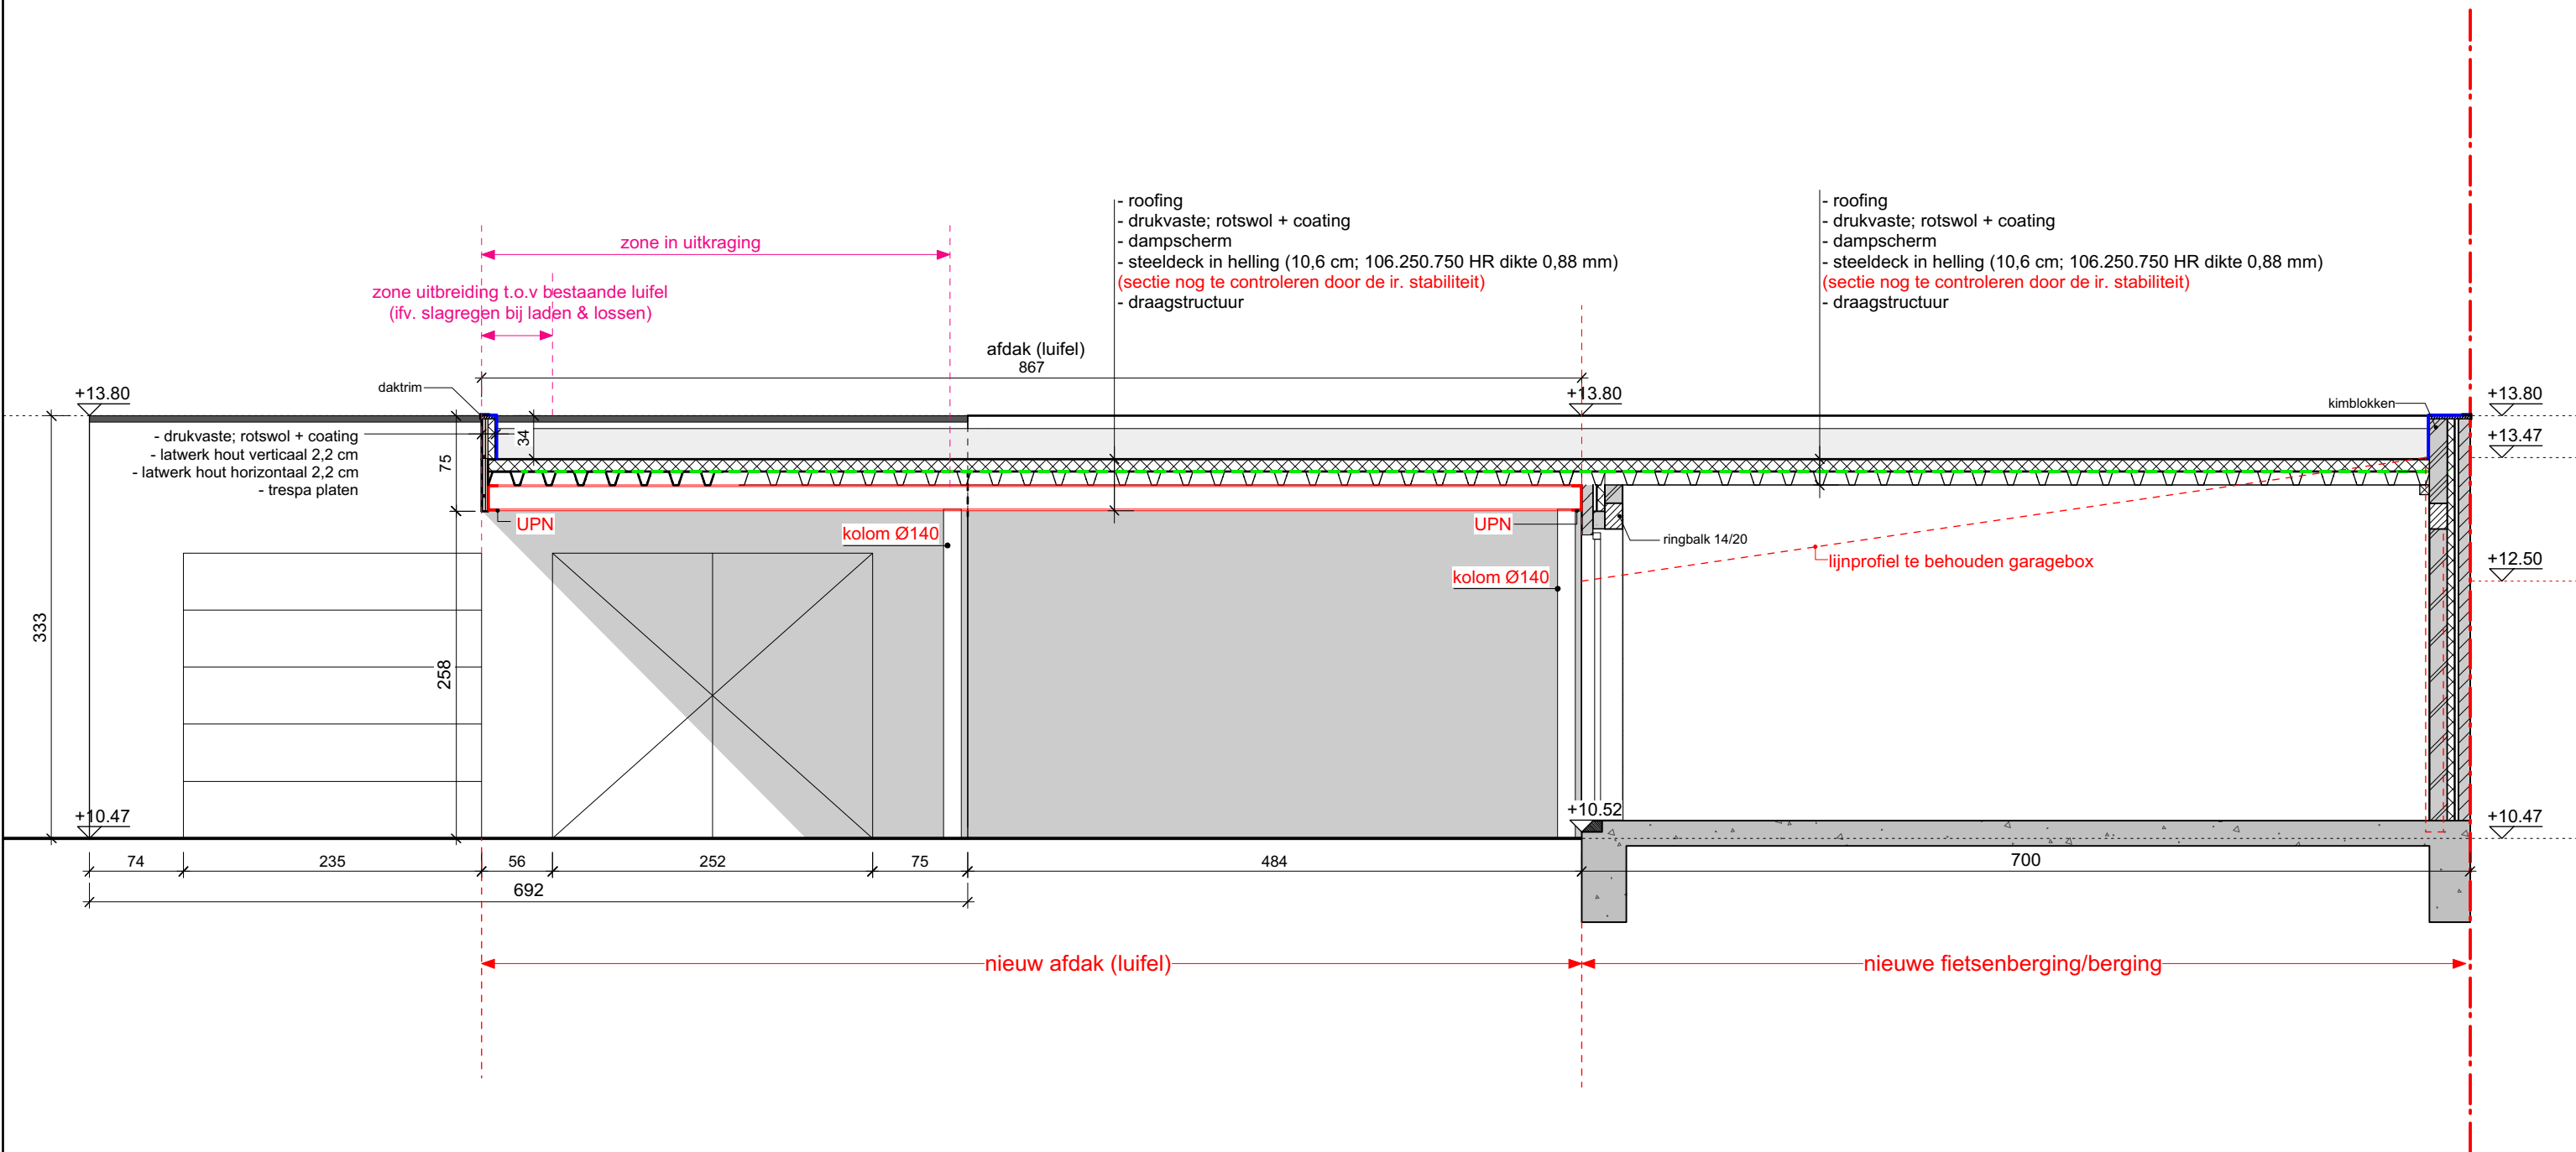 - roofing
- drukvaste; rotswol + coating
- dampscherm
- steeldeck in helling (10,6 cm; 106.250.750 HR dikte 0,88 mm)
(sectie nog te controleren door de ir. stabiliteit)
- draagstructuur
- roofing
- drukvaste; rotswol + coating
- dampscherm
- steeldeck in helling (10,6 cm; 106.250.750 HR dikte 0,88 mm)
(sectie nog te controleren door de ir. stabiliteit)
- draagstructuur
zone in uitkraging
zone uitbreiding t.o.v bestaande luifel
(ifv. slagregen bij laden & lossen)
afdak (luifel)
867
daktrim
+13.80
+13.80
+13.80
kimblokken
- drukvaste; rotswol + coating
- latwerk hout verticaal 2,2 cm
- latwerk hout horizontaal 2,2 cm
- trespa platen
75
34
+13.47
UPN
kolom Ø140
UPN
ringbalk 14/20
lijnprofiel te behouden garagebox
+12.50
kolom Ø140
333
258
+10.47
+10.52
+10.47
74
235
56
252
75
484
700
692
nieuw afdak (luifel)
nieuwe fietsenberging/berging